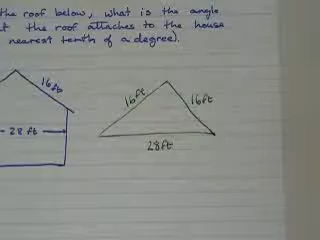 the roof below, what is the angle
the roof attaches to the house
nearest tenth of a degree).
16ft
28 ft
16ft
16ft
28ft